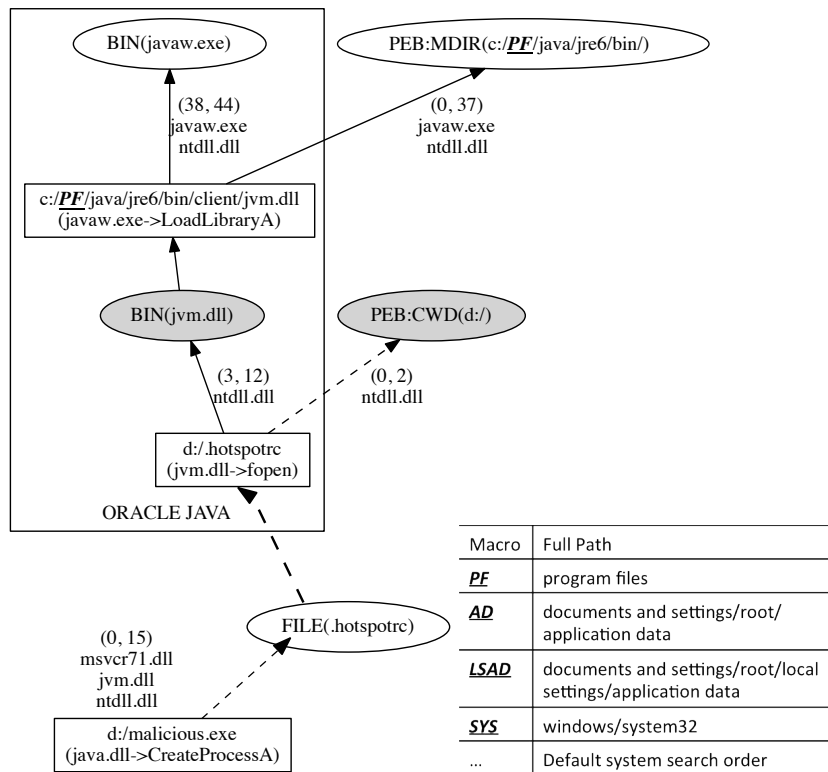 BIN(javaw.exe)
PEB:MDIR(c:/PF/java/jre6/bin/)
(38, 44)
javaw.exe
ntdll.dll
(0, 37)
javaw.exe
ntdll.dll
c:/PF/java/jre6/bin/client/jvm.dll
(javaw.exe->LoadLibraryA)
BIN(jvm.dll)
PEB:CWD(d:/)
(3, 12)
ntdll.dll
(0, 2)
ntdll.dll
d:/.hotspotrc
(jvm.dll->fopen)
ORACLE JAVA
FILE(.hotspotrc)
(0, 15)
msvcr71.dll
jvm.dll
ntdll.dll
d:/malicious.exe
(java.dll->CreateProcessA)
Macro Full Path
PF program files
AD documents and settings/root/
application data
LSAD documents and settings/root/local
settings/application data
SYS windows/system32
... Default system search order